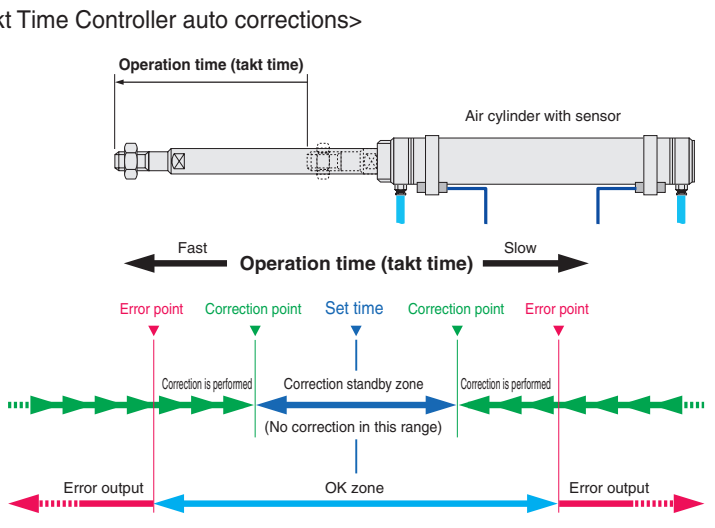 kt Time Controller auto corrections>
Operation time (takt time)
Air cylinder with sensor
Fast
Operation time (takt time)
Slow
Error point
Correction point
Set time
Correction point
Error point
Correction is performed
Correction standby zone
Correction is performed
(No correction in this range)
Error output
OK zone
Error output